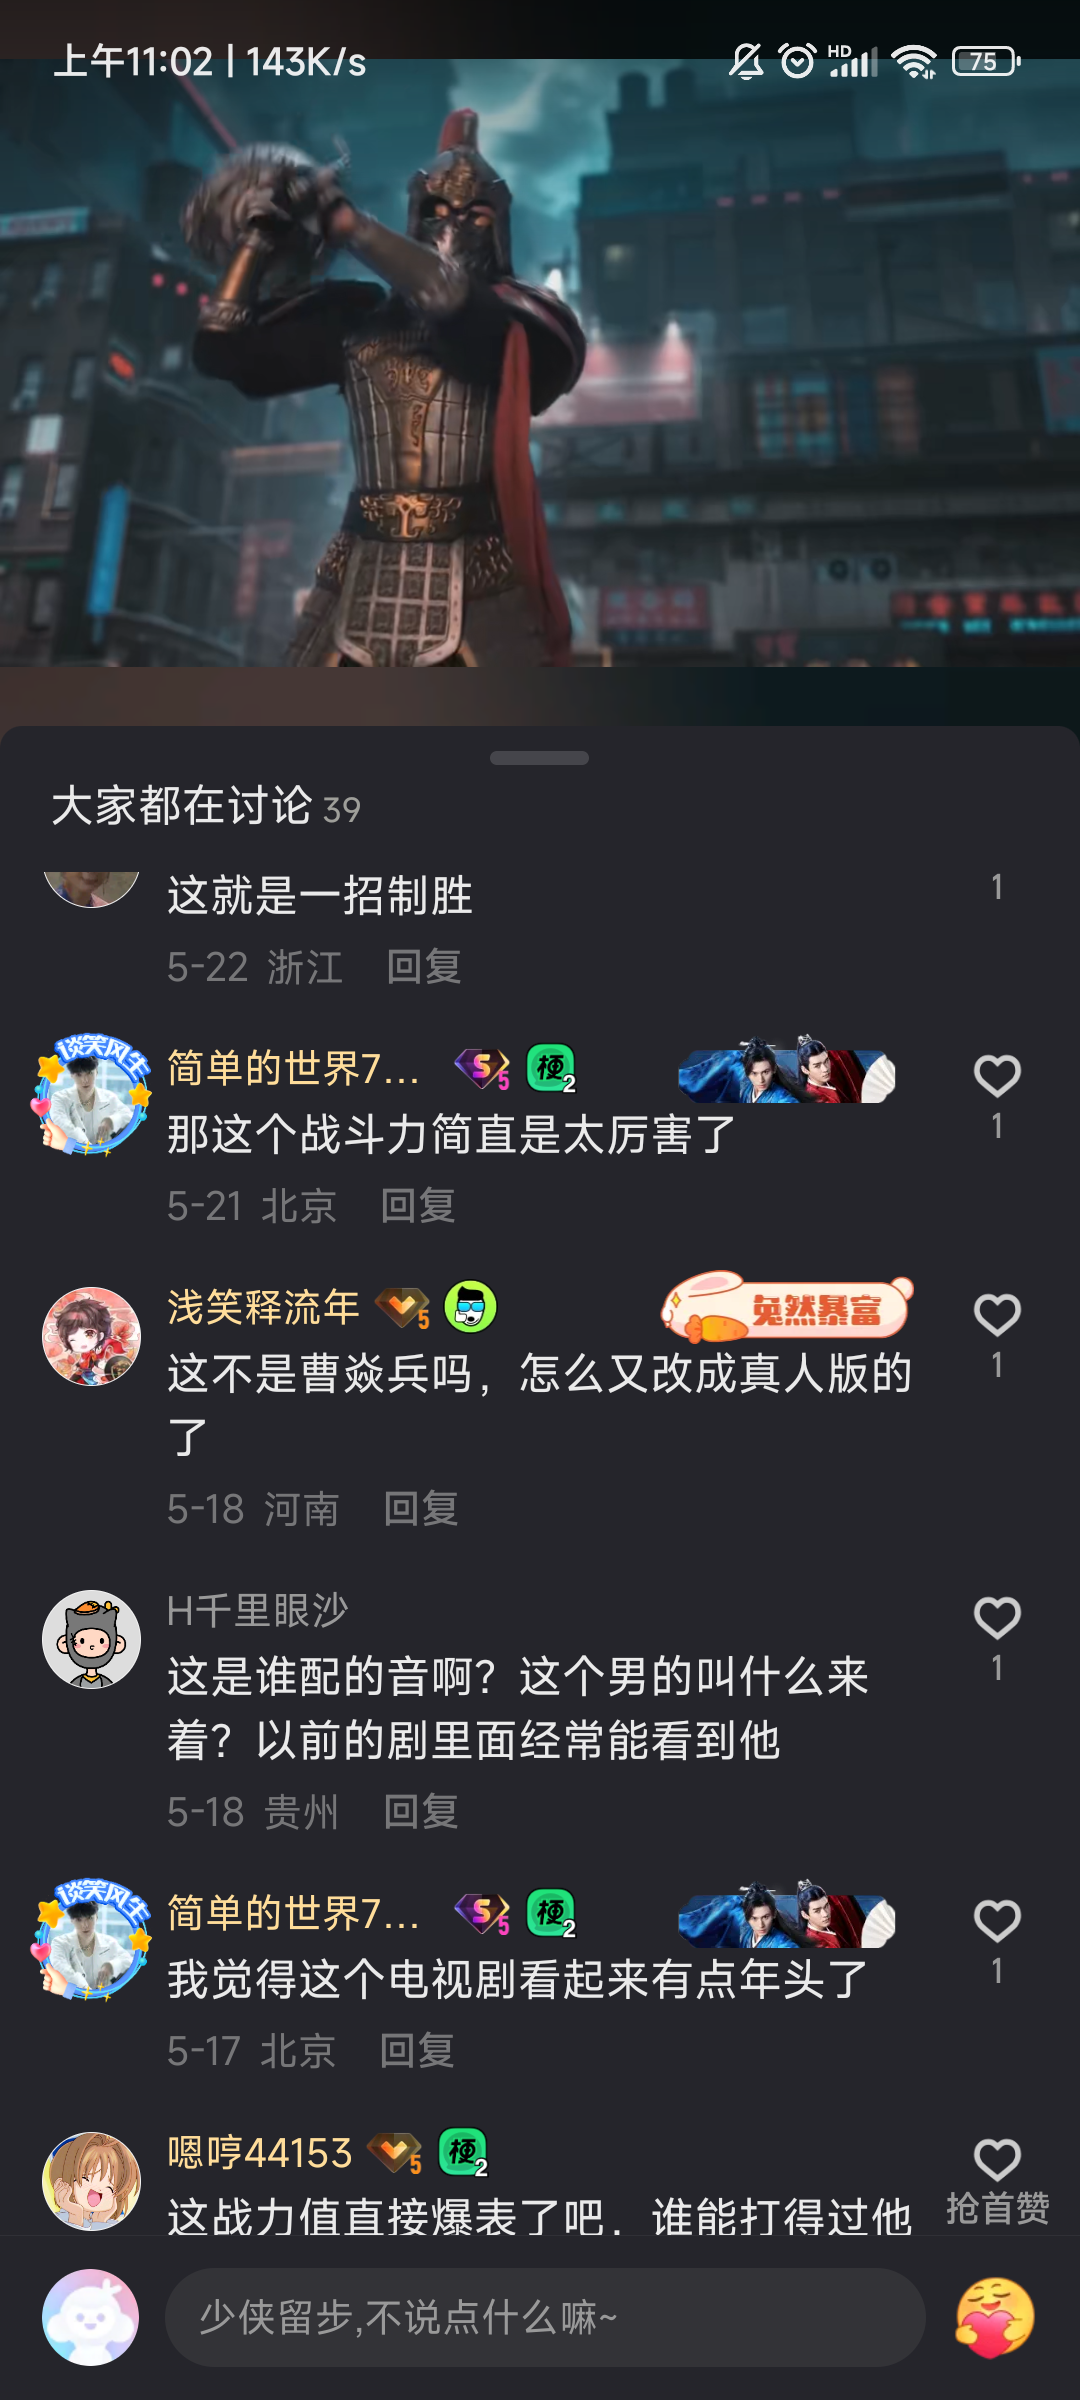 上午11:02 | 143K/s
HD
75
大家都在讨论 39
这就是一招制胜
1
5-22 浙江 回复
谈笑风生
简单的世界7... S5 梗2
那这个战斗力简直是太厉害了
1
5-21 北京 回复
浅笑释流年 5
兔然暴富
这不是曹焱兵吗，怎么又改成真人版的
了
1
5-18 河南 回复
H千里眼沙
这是谁配的音啊？这个男的叫什么来
着？以前的剧里面经常能看到他
1
5-18 贵州 回复
谈笑风生
简单的世界7... S5 梗2
我觉得这个电视剧看起来有点年头了
1
5-17 北京 回复
嗯哼44153 5 梗2
这战力值直接爆表了吧，谁能打得过他
抢首赞
少侠留步,不说点什么嘛~